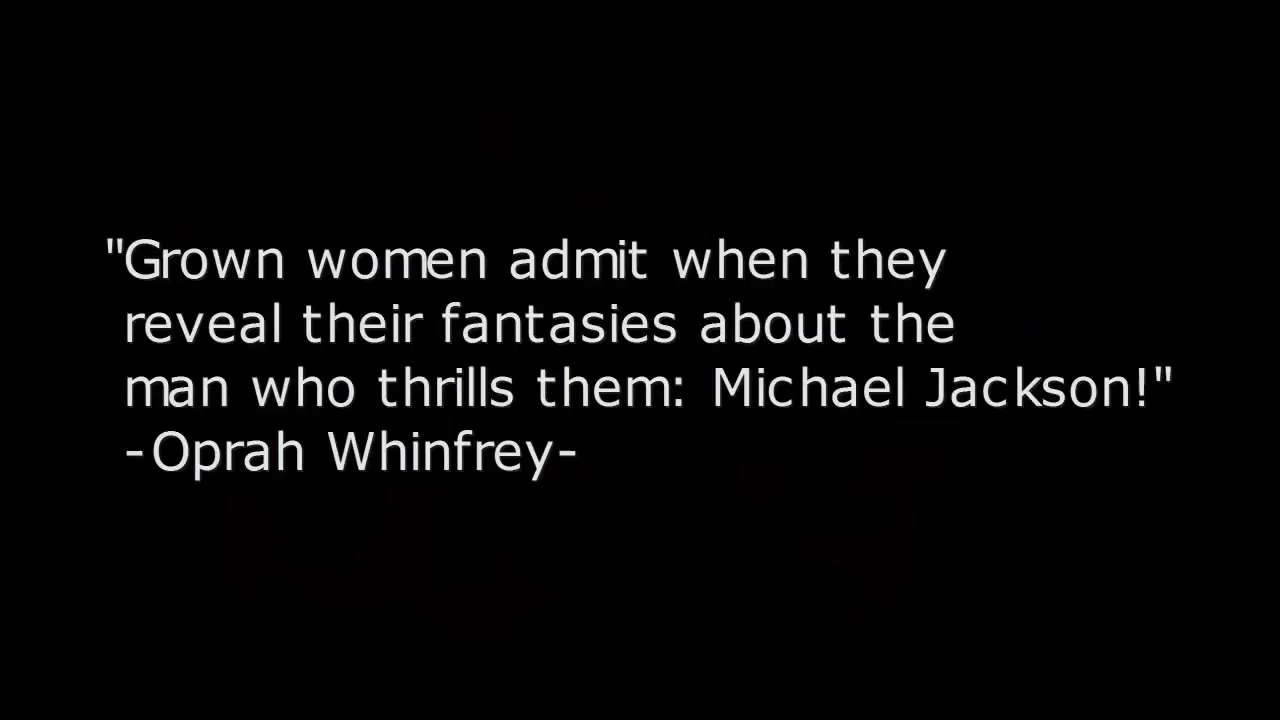 "Grown women admit when they
reveal their fantasies about the
man who thrills them: Michael Jackson!"
-Oprah Whinfrey-